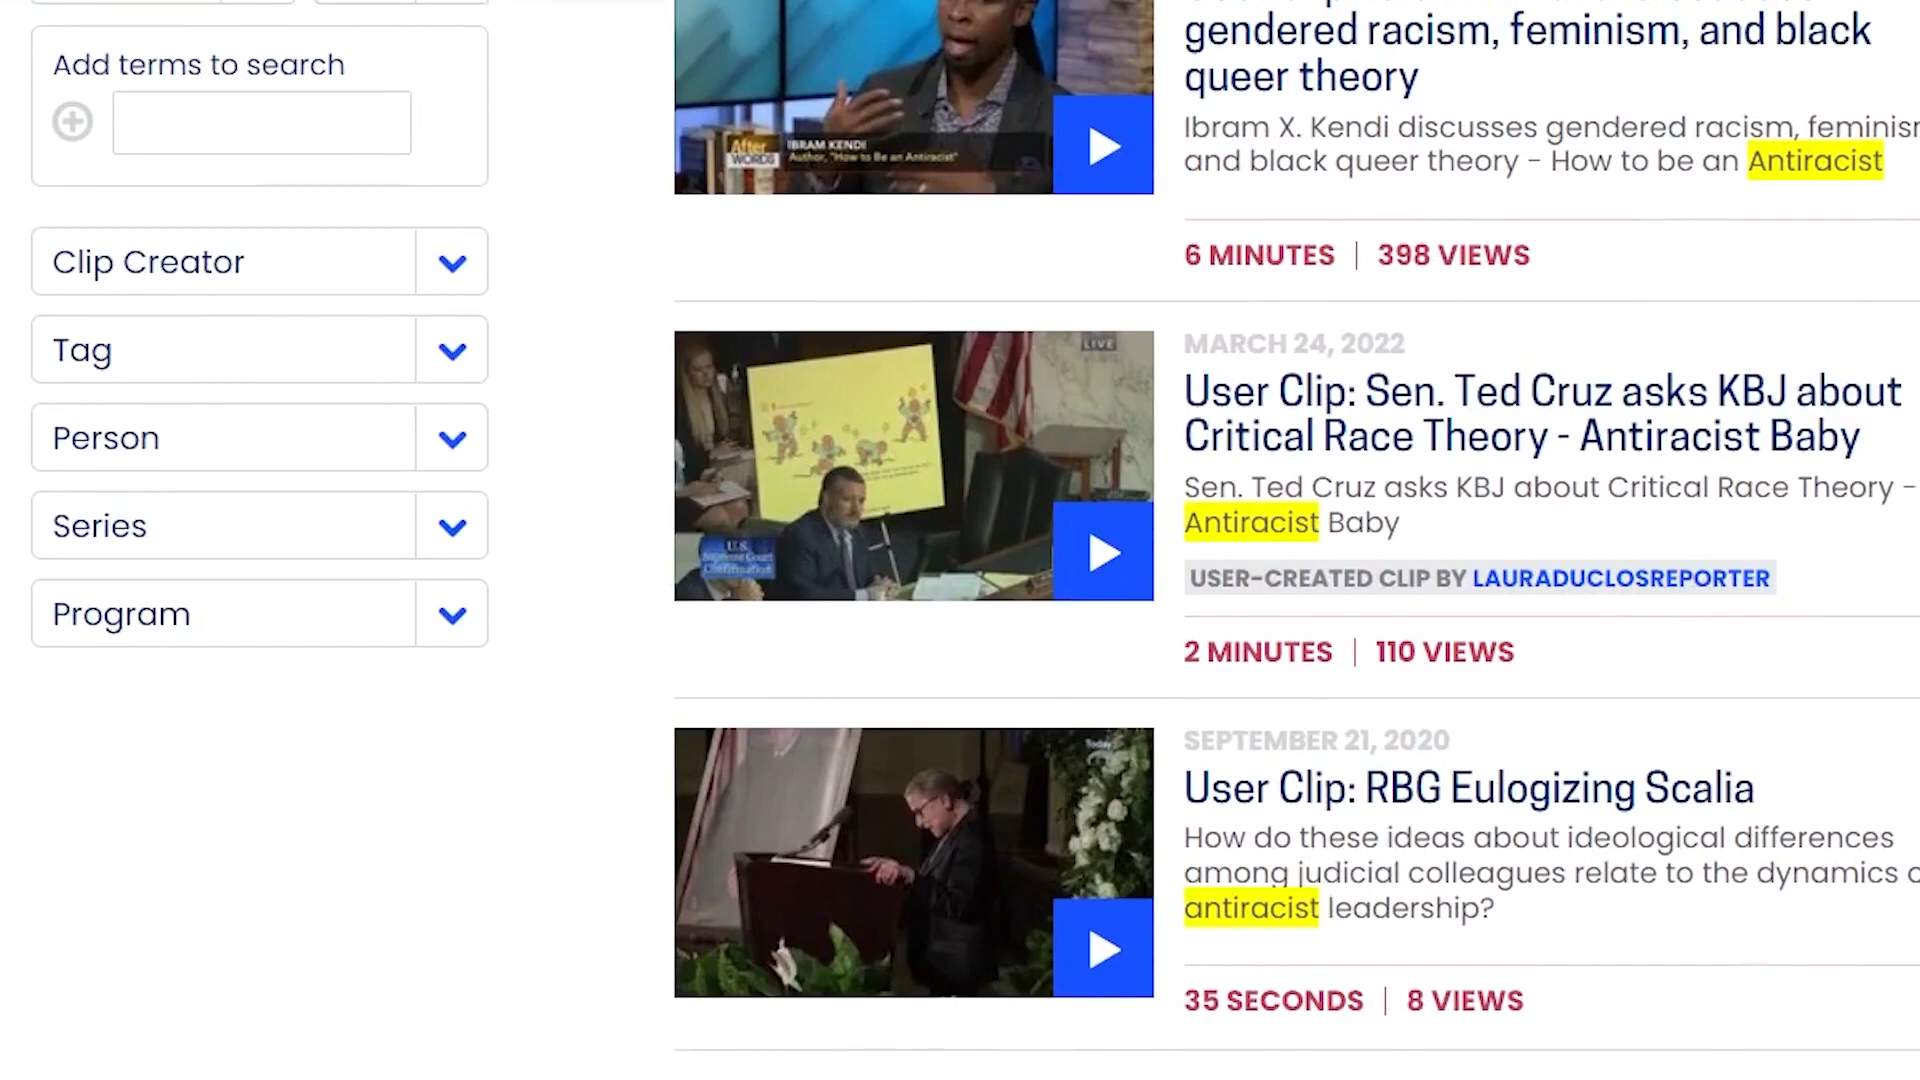 Add terms to search
Clip Creator
Tag
Person
Series
Program
gendered racism, feminism, and black
queer theory
Ibram X. Kendi discusses gendered racism,
and black queer theory - How to be an Antiracist
After
WORDS
IBRAM KENDI
Author, "How to Be an Antiracist"
6 MINUTES | 398 VIEWS
LIVE
U.S.
Supreme Court
Confirmation
MARCH 24, 2022
User Clip: Sen. Ted Cruz asks KBJ about
Critical Race Theory - Antiracist Baby
Sen. Ted Cruz asks KBJ about Critical Race Theory -
Antiracist Baby
USER-CREATED CLIP BY LAURADUCLOSREPORTER
2 MINUTES | 110 VIEWS
Today
SEPTEMBER 21, 2020
User Clip: RBG Eulogizing Scalia
How do these ideas about ideological differences
among judicial colleagues relate to the dynamics
antiracist leadership?
35 SECONDS | 8 VIEWS